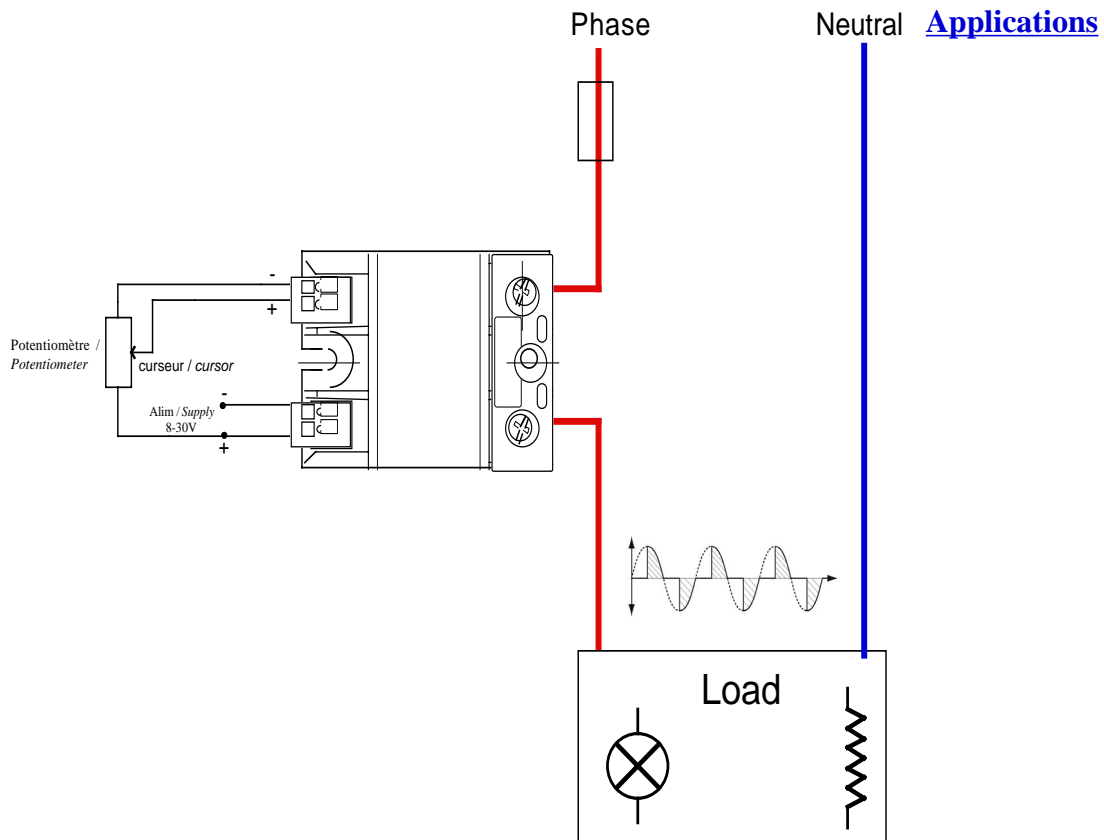 Phase
Neutral
Applications
-
+
Potentiomètre /
Potentiometer
curseur / cursor
-
Alim / Supply
8-30V
+
Load